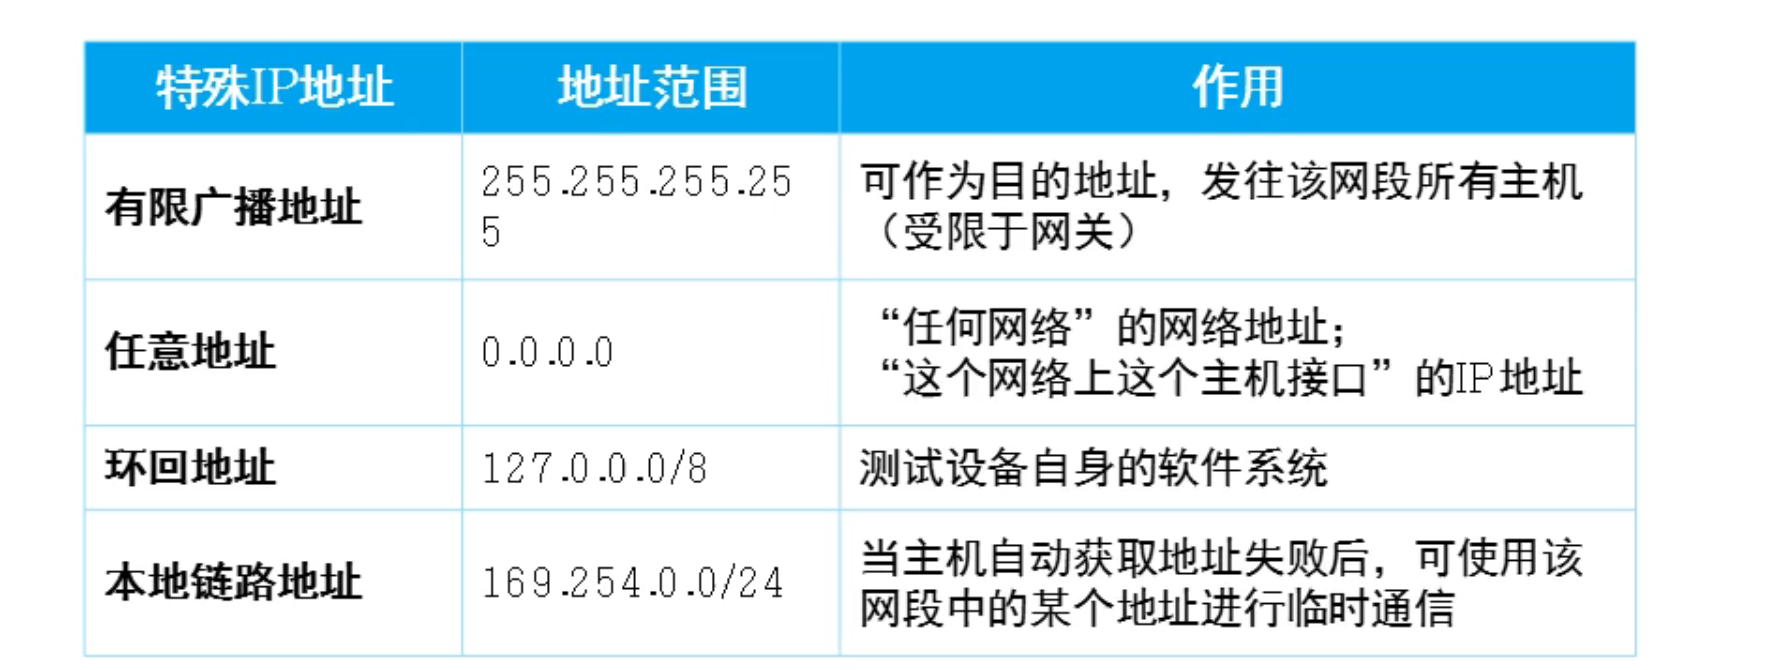 特殊IP地址
地址范围
作用
有限广播地址
255.255.255.25
5
可作为目的地址，发往该网段所有主机
（受限于网关）
任意地址
0.0.0.0
“任何网络”的网络地址；
“这个网络上这个主机接口”的IP地址
环回地址
127.0.0.0/8
测试设备自身的软件系统
本地链路地址
169.254.0.0/24
当主机自动获取地址失败后，可使用该
网段中的某个地址进行临时通信